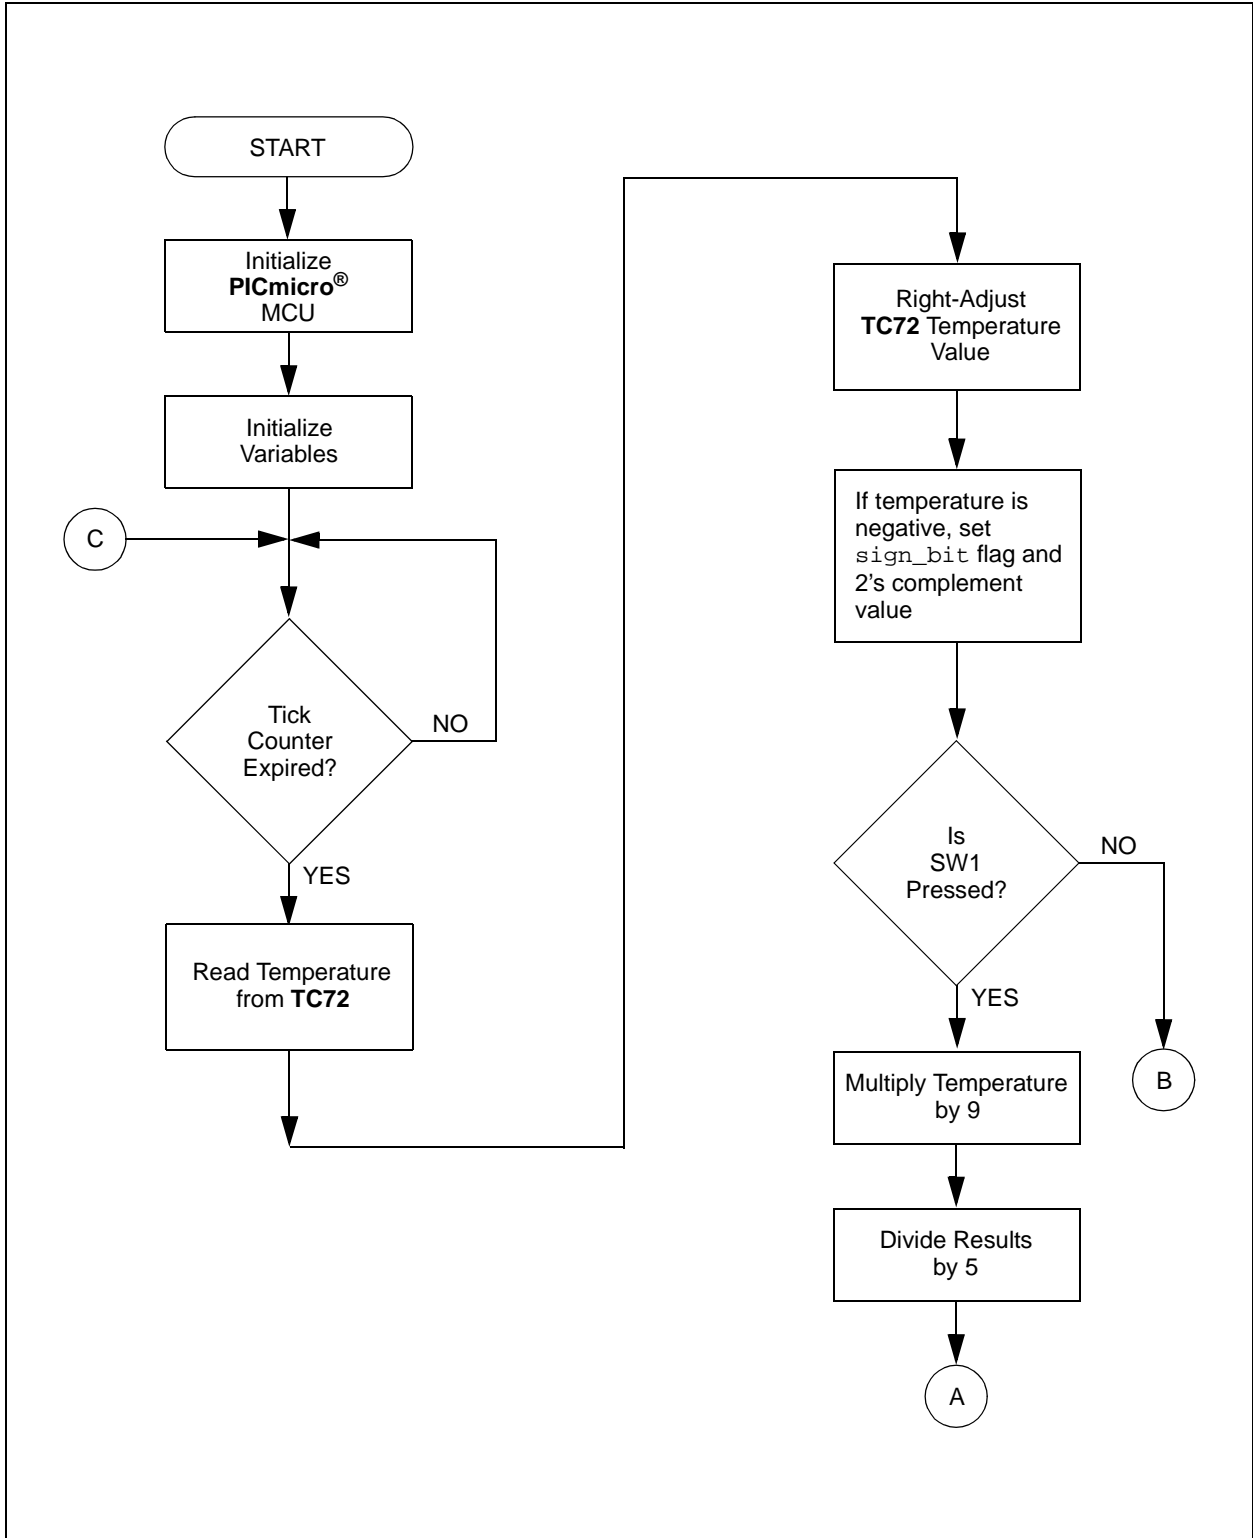 START
Initialize
PICmicro®
MCU
Initialize
Variables
C
Tick
Counter
Expired?
NO
YES
Read Temperature
from TC72
Right-Adjust
TC72 Temperature
Value
If temperature is
negative, set
sign_bit flag and
2's complement
value
Is
SW1
Pressed?
NO
YES
B
Multiply Temperature
by 9
Divide Results
by 5
A